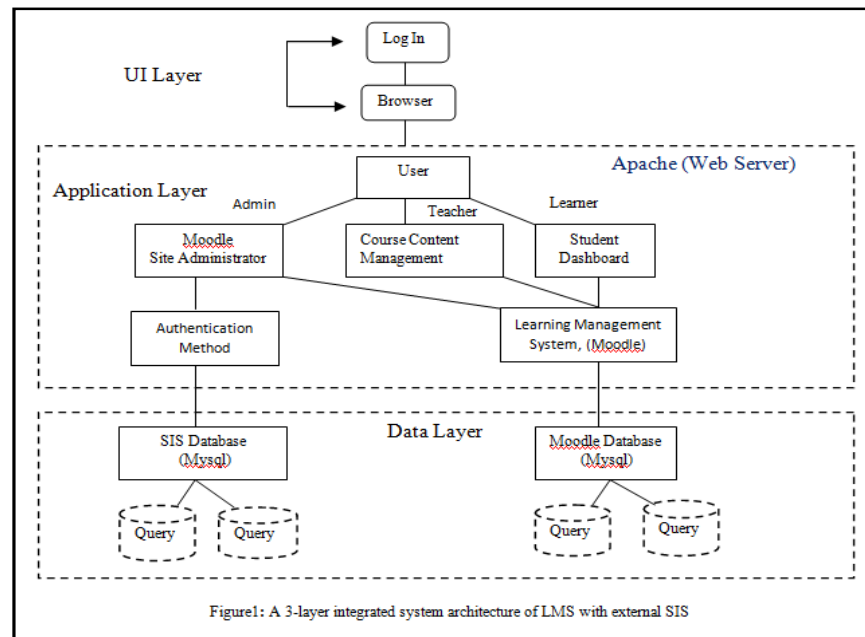 Log In
UI Layer
Browser
Apache (Web Server)
User
Application Layer
Admin
Teacher
Learner
Moodle
Site Administrator
Course Content
Management
Student
Dashboard
Authentication
Method
Learning Management
System, (Moodle)
Data Layer
SIS Database
(Mysql)
Moodle Database
(Mysql)
Query
Query
Query
Query
Figure1: A 3-layer integrated system architecture of LMS with external SIS